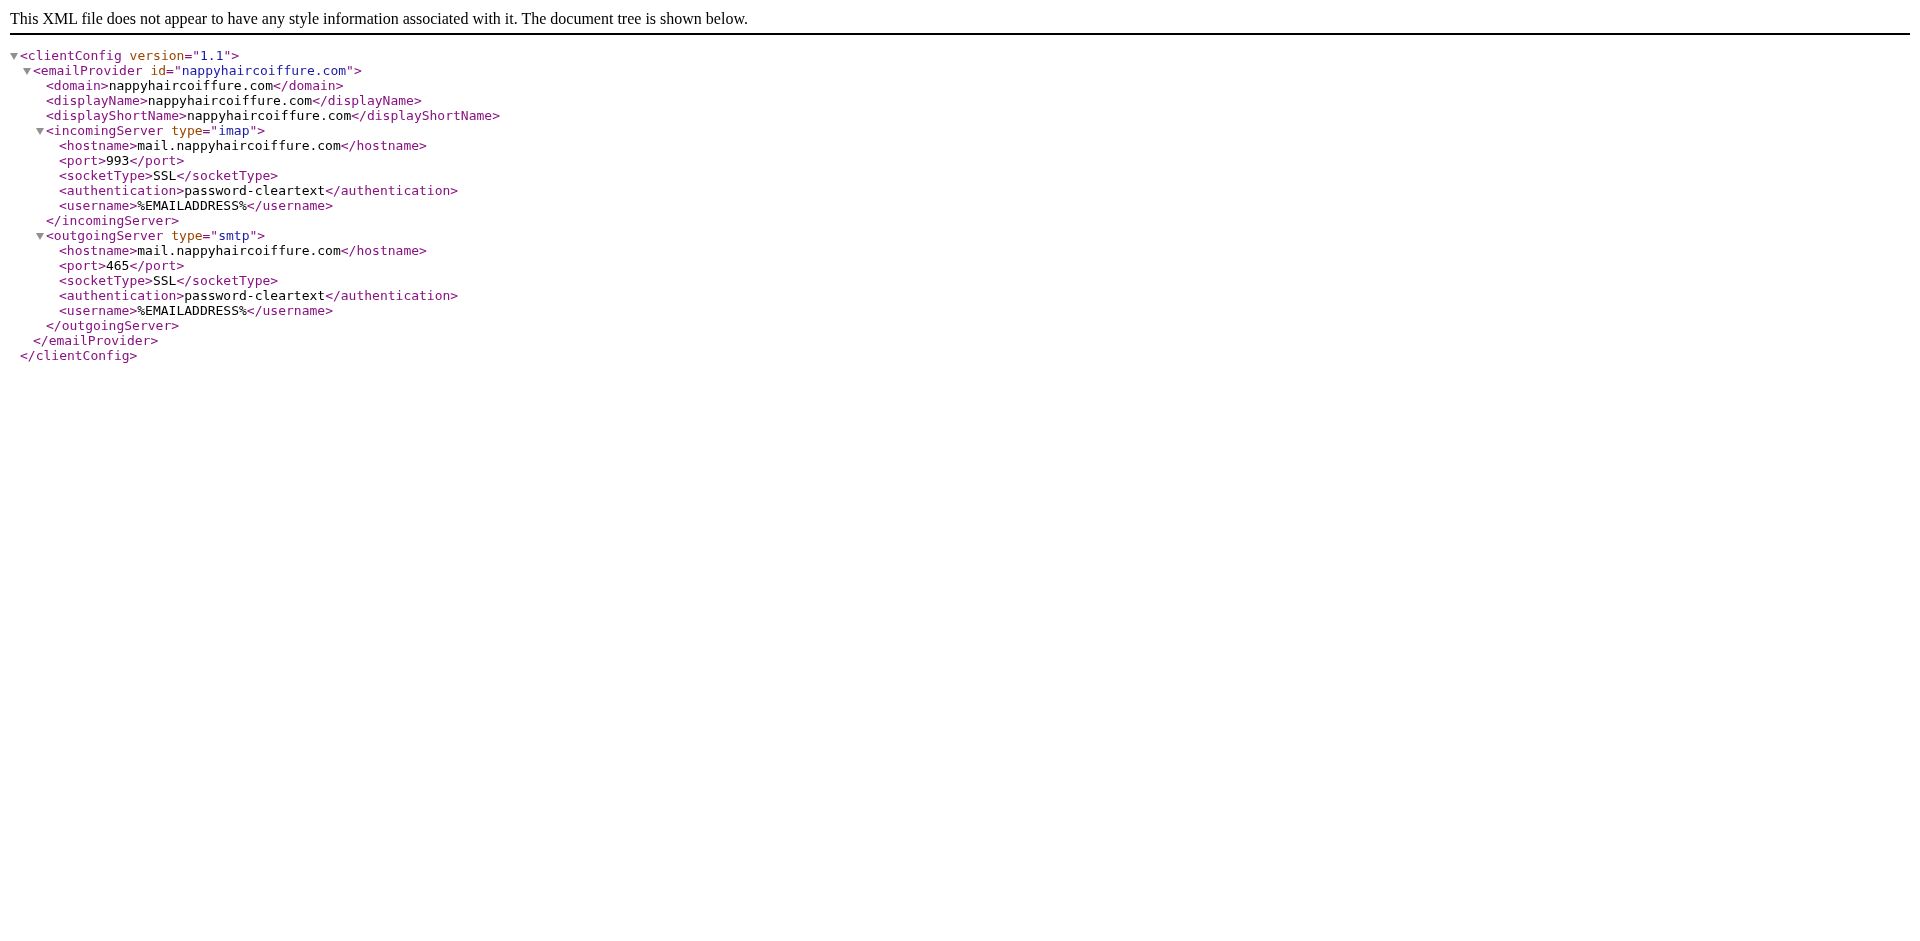 This XML file does not appear to have any style information associated with it. The document tree is shown below.
<clientConfig version="1.1">
<emailProvider id="nappyhaircoiffure.com">
<domain>nappyhaircoiffure.com</domain>
<displayName>nappyhaircoiffure.com</displayName>
<displayShortName>nappyhaircoiffure.com</displayShortName>
<incomingServer type="imap">
<hostname>mail.nappyhaircoiffure.com</hostname>
<port>993</port>
<socketType>SSL</socketType>
<authentication>password-cleartext</authentication>
<username>%EMAILADDRESS%</username>
</incomingServer>
<outgoingServer type="smtp">
<hostname>mail.nappyhaircoiffure.com</hostname>
<port>465</port>
<socketType>SSL</socketType>
<authentication>password-cleartext</authentication>
<username>%EMAILADDRESS%</username>
</outgoingServer>
</emailProvider>
</clientConfig>